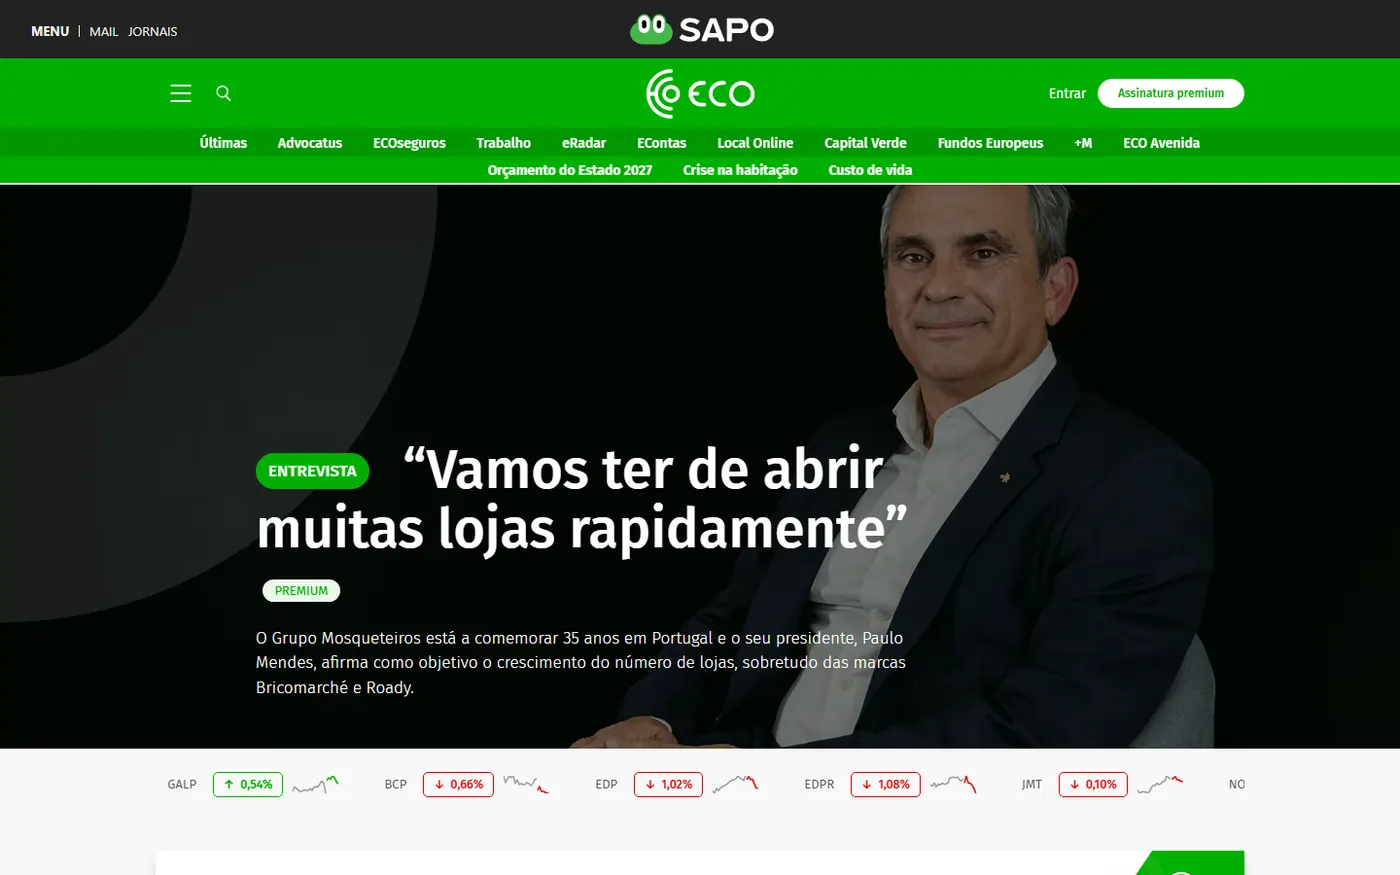 MENU | MAIL JORNAIS
SAPO
ECO
Entrar
Assinatura premium
Últimas Advocatus ECOseguros Trabalho eRadar EContas Local Online Capital Verde Fundos Europeus +M ECO Avenida
Orçamento do Estado 2027 Crise na habitação Custo de vida
ENTREVISTA “Vamos ter de abrir
muitas lojas rapidamente”
PREMIUM
O Grupo Mosqueteiros está a comemorar 35 anos em Portugal e o seu presidente, Paulo
Mendes, afirma como objetivo o crescimento do número de lojas, sobretudo das marcas
Bricomarché e Roady.
GALP ↑ 0,54% BCP ↓ 0,66% EDP ↓ 1,02% EDPR ↓ 1,08% JMT ↓ 0,10% NO